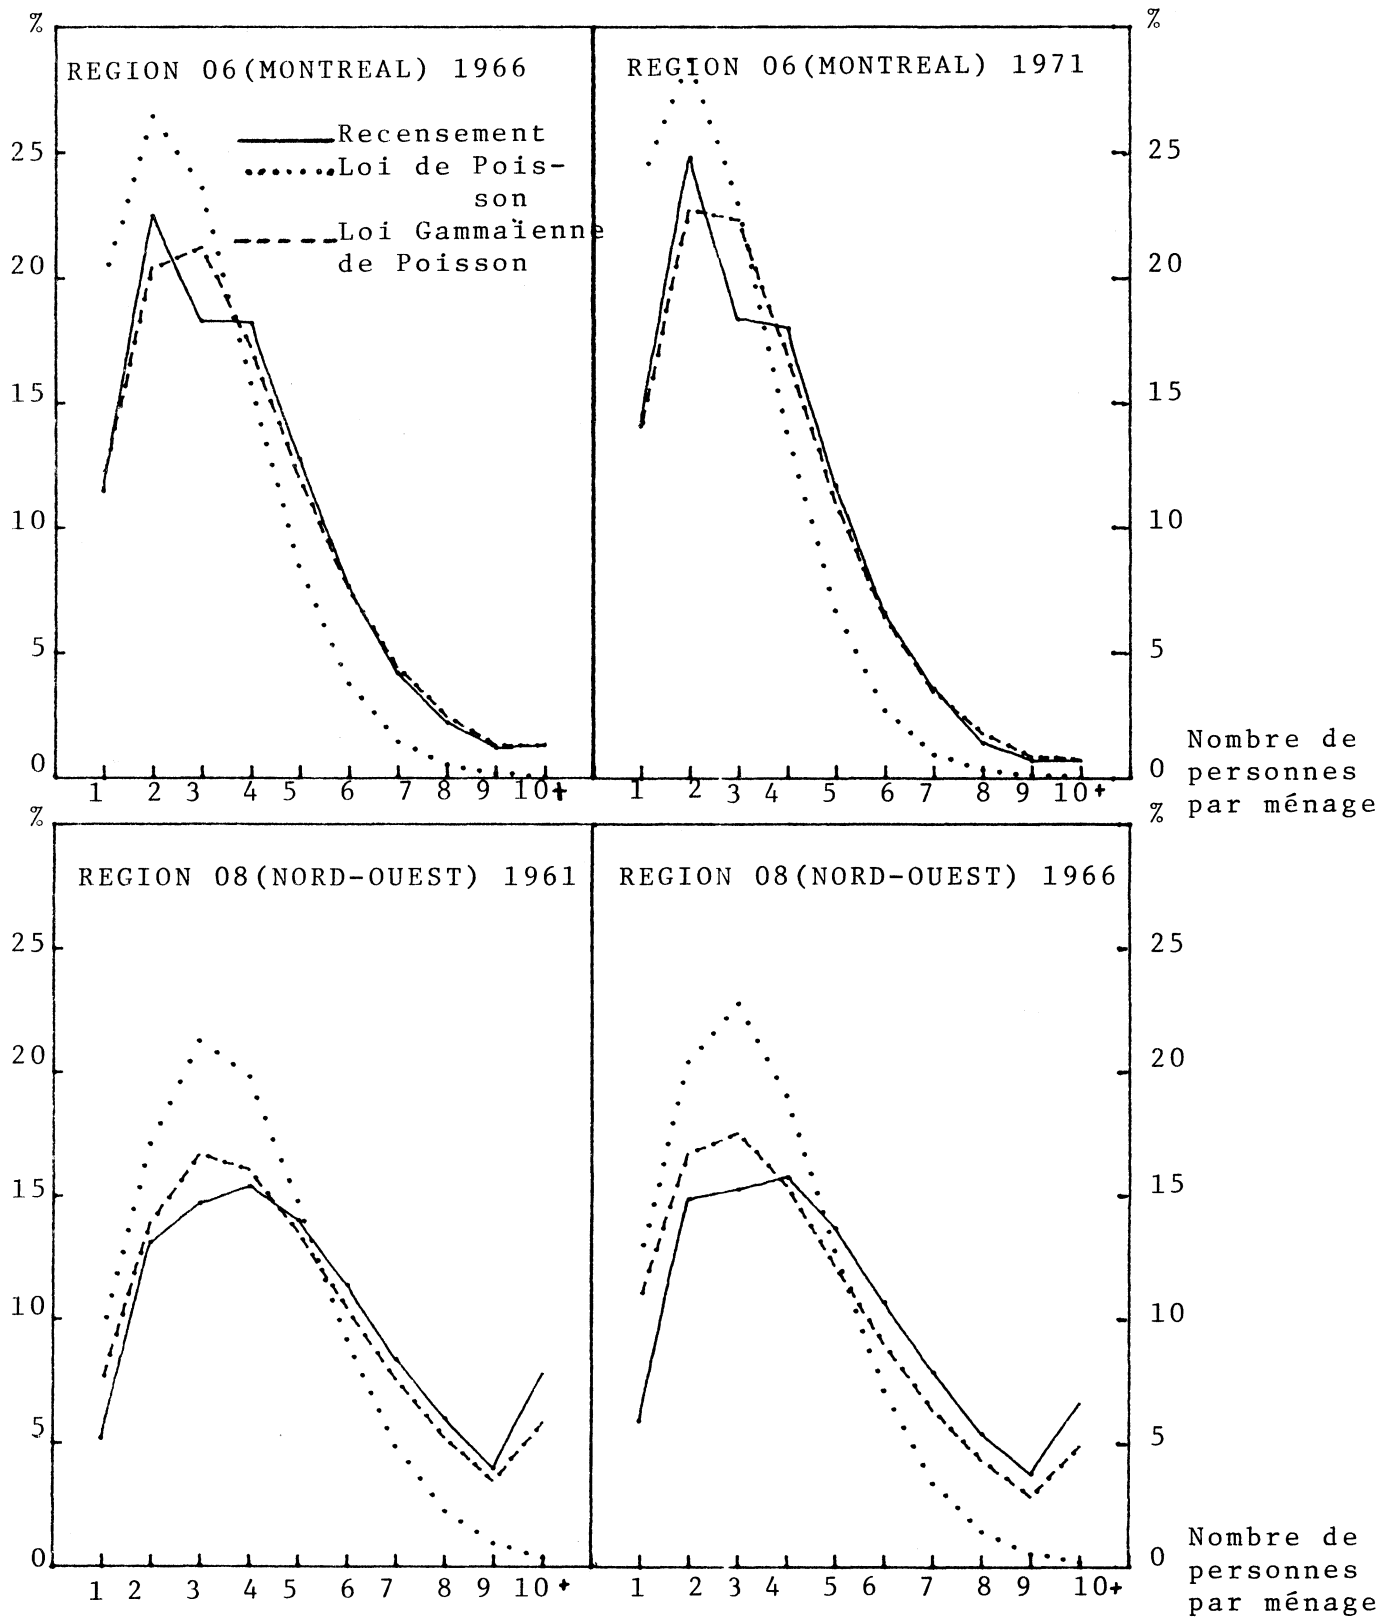 %
%
REGION 06(MONTREAL) 1966
REGION 06(MONTREAL) 1971
Recensement
Loi de Pois-
son
Loi Gammaïenne
de Poisson
25
20
15
10
5
0
25
20
15
10
5
0
1 2 3 4 5 6 7 8 9 10+
1 2 3 4 5 6 7 8 9 10+
Nombre de
personnes
par ménage
%
%
REGION 08(NORD-OUEST) 1961
REGION 08(NORD-OUEST) 1966
25
20
15
10
5
0
25
20
15
10
5
0
1 2 3 4 5 6 7 8 9 10+
1 2 3 4 5 6 7 8 9 10+
Nombre de
personnes
par ménage